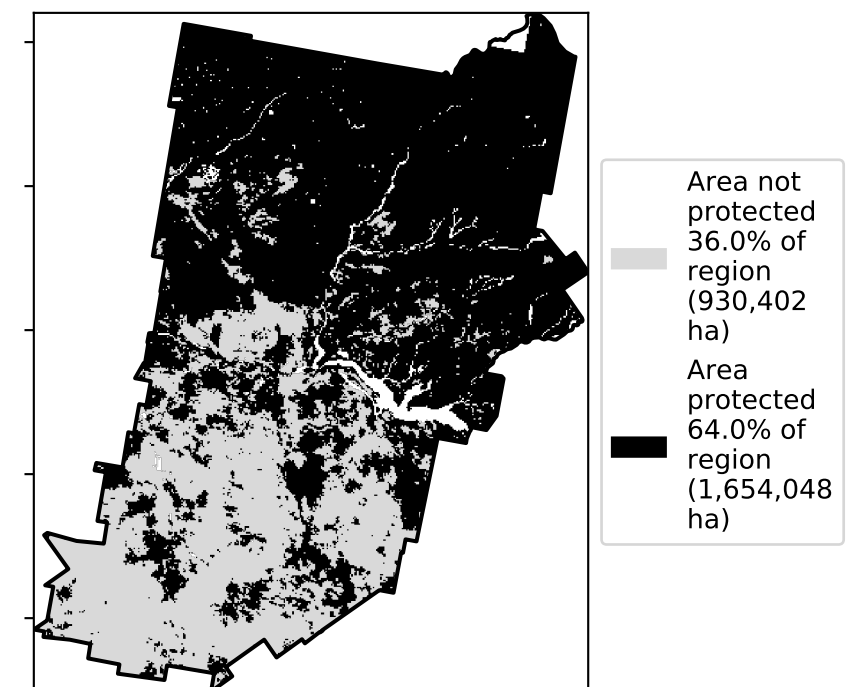 Area not
protected
36.0% of
region
(930,402
ha)
Area
protected
64.0% of
region
(1,654,048
ha)